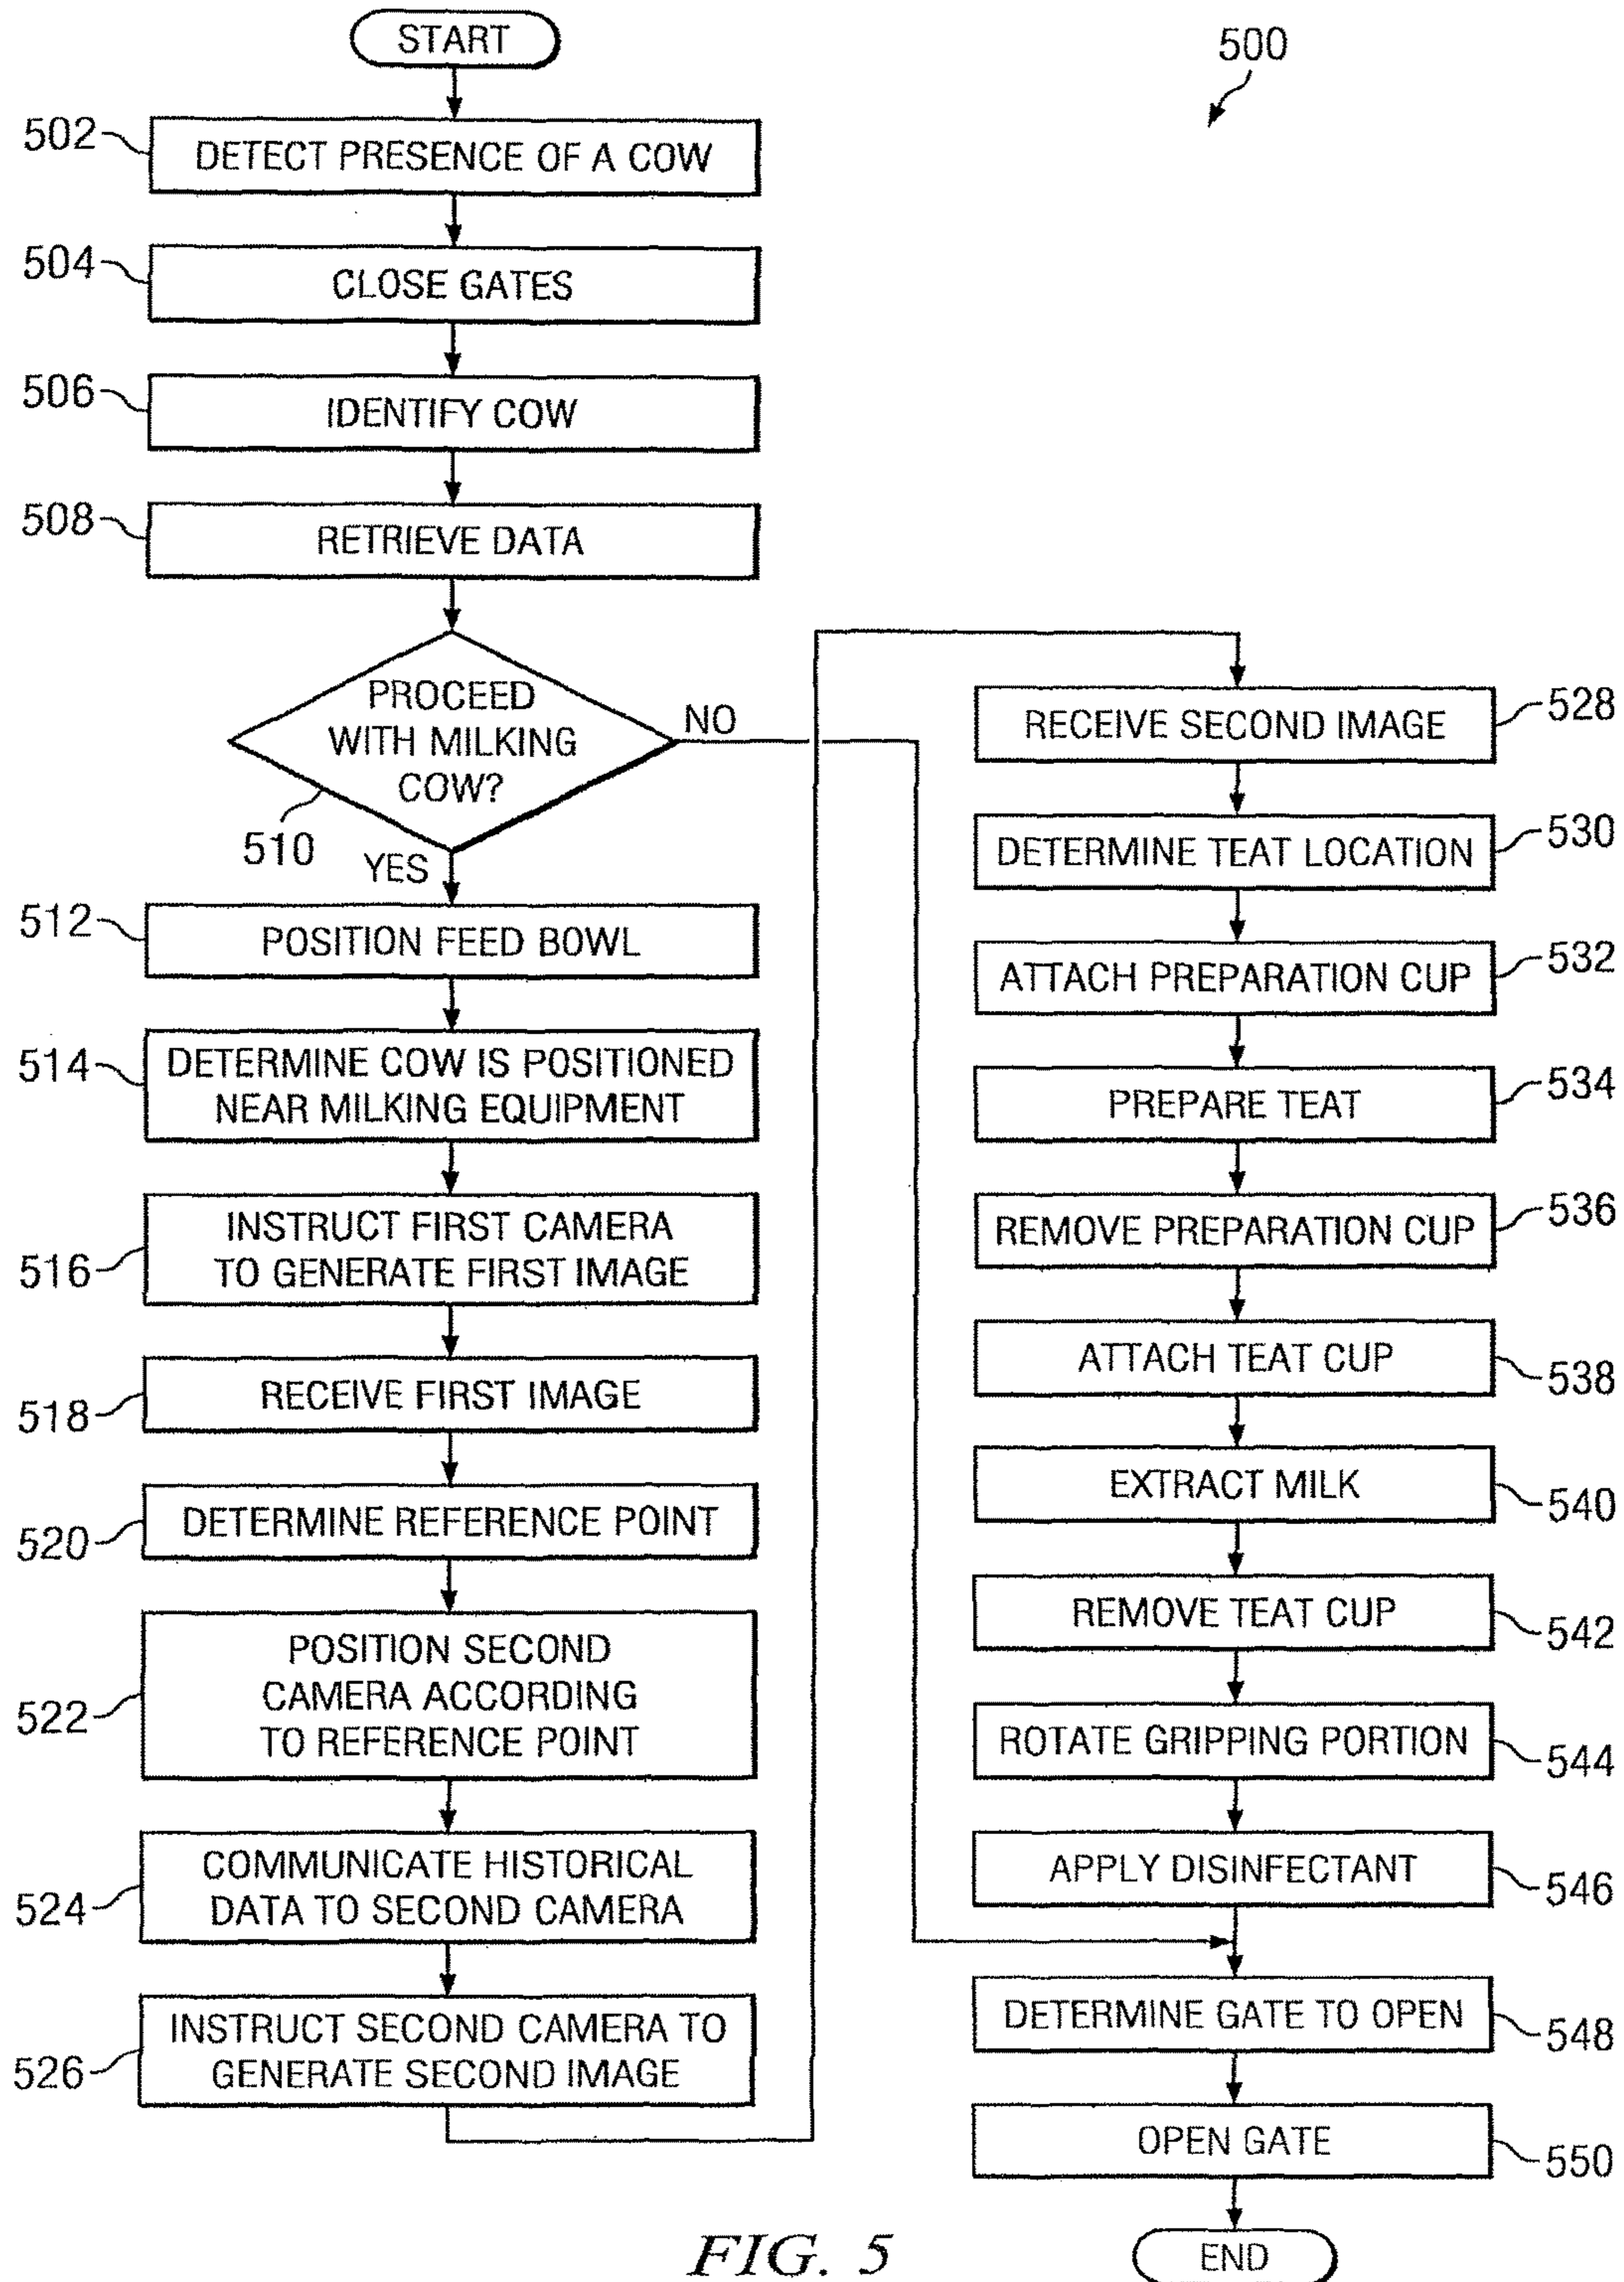 START
500
502
DETECT PRESENCE OF A COW
504
CLOSE GATES
506
IDENTIFY COW
508
RETRIEVE DATA
PROCEED
WITH MILKING
COW?
510
NO
YES
512
POSITION FEED BOWL
514
DETERMINE COW IS POSITIONED
NEAR MILKING EQUIPMENT
516
INSTRUCT FIRST CAMERA
TO GENERATE FIRST IMAGE
518
RECEIVE FIRST IMAGE
520
DETERMINE REFERENCE POINT
522
POSITION SECOND
CAMERA ACCORDING
TO REFERENCE POINT
524
COMMUNICATE HISTORICAL
DATA TO SECOND CAMERA
526
INSTRUCT SECOND CAMERA TO
GENERATE SECOND IMAGE
RECEIVE SECOND IMAGE
528
DETERMINE TEAT LOCATION
530
ATTACH PREPARATION CUP
532
PREPARE TEAT
534
REMOVE PREPARATION CUP
536
ATTACH TEAT CUP
538
EXTRACT MILK
540
REMOVE TEAT CUP
542
ROTATE GRIPPING PORTION
544
APPLY DISINFECTANT
546
DETERMINE GATE TO OPEN
548
OPEN GATE
550
END
FIG. 5